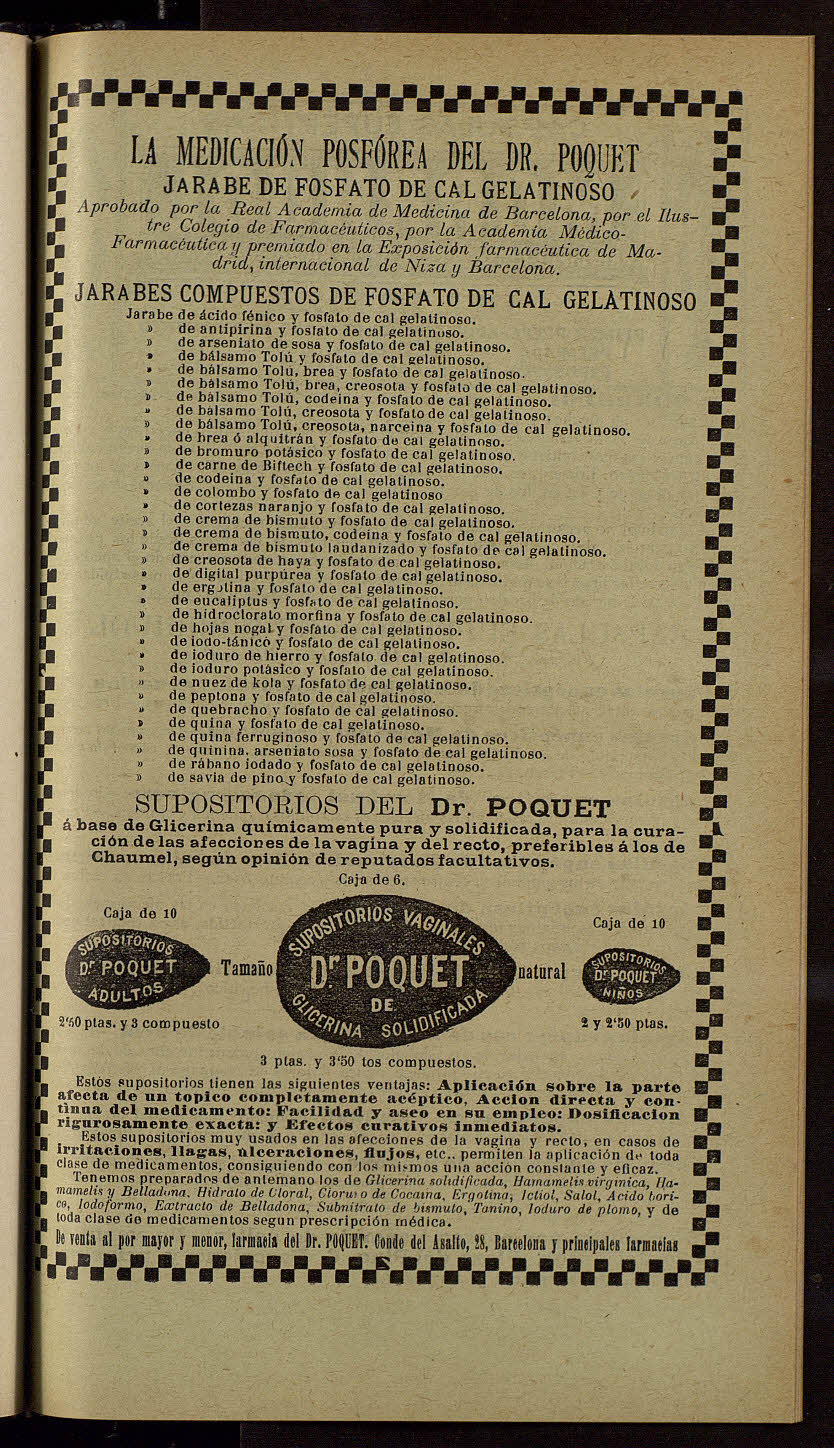 LA MEDICACIÓN POSFÓREA DEL DR. POQUET
JARABE DE FOSFATO DE CAL GELATINOSO
Aprobado por la Real Academia de Medicina de Barcelona, por el Ilus-
tre Colegio de Farmacéuticos, por la Academia Médico-
Farmacéutica y premiado en la Exposición farmacéutica de Ma-
drid, internacional de Niza y Barcelona.
JARABES COMPUESTOS DE FOSFATO DE CAL GELATINOSO
Jarabe de ácido fénico y fosfato de cal gelatinoso.
» de antipirina y fosfato de cal gelatinoso.
» de arseniato de sosa y fosfato de cal gelatinoso.
» de bálsamo Tolú y fosfato de cal gelatinoso.
» de bálsamo Tolú, brea y fosfato de cal gelatinoso.
» de bálsamo Tolú, brea, creosota y fosfato de cal gelatinoso.
» de bálsamo Tolú, codeina y fosfato de cal gelatinoso.
» de bálsamo Tolú, creosota y fosfato de cal gelatinoso.
» de bálsamo Tolú, creosota, narceina y fosfato de cal gelatinoso.
» de brea ó alquitrán y fosfato de cal gelatinoso.
» de bromuro potásico y fosfato de cal gelatinoso.
» de carne de Biftech y fosfato de cal gelatinoso.
» de codeina y fosfato de cal gelatinoso.
» de colombo y fosfato de cal gelatinoso
» de cortezas naranjo y fosfato de cal gelatinoso.
» de crema de bismuto y fosfato de cal gelatinoso.
» de crema de bismuto, codeina y fosfato de cal gelatinoso.
» de crema de bismuto laudanizado y fosfato de cal gelatinoso.
» de creosota de haya y fosfato de cal gelatinoso.
» de digital purpúrea y fosfato de cal gelatinoso.
» de ergotina y fosfato de cal gelatinoso.
» de eucaliptus y fosfato de cal gelatinoso.
» de hidroclorato morfina y fosfato de cal gelatinoso.
» de hojas nogal y fosfato de cal gelatinoso.
» de iodo-tánico y fosfato de cal gelatinoso.
» de ioduro de hierro y fosfato de cal gelatinoso.
» de ioduro potásico y fosfato de cal gelatinoso.
» de nuez de kola y fosfato de cal gelatinoso.
» de peptona y fosfato de cal gelatinoso.
» de quebracho y fosfato de cal gelatinoso.
» de quina y fosfato de cal gelatinoso.
» de quina ferruginoso y fosfato de cal gelatinoso.
» de quinina, arseniato sosa y fosfato de cal gelatinoso.
» de rábano iodado y fosfato de cal gelatinoso.
» de savia de pino y fosfato de cal gelatinoso.
SUPOSITORIOS DEL Dr. POQUET
á base de Glicerina químicamente pura y solidificada, para la cura-
ción de las afecciones de la vagina y del recto, preferibles á los de
Chaumel, según opinión de reputados facultativos.
Caja de 6.
Caja de 10
Caja de 10
SUPOSITORIOS
Dr POQUET
ADULTOS
Tamaño
SUPOSITORIOS VAGINALES
Dr POQUET
DE
GLICERINA SOLIDIFICADA
natural
SUPOSITORIOS
Dr POQUET
NIÑOS
2'50 ptas. y 3 compuesto
2 y 2'50 ptas.
3 ptas. y 3'50 los compuestos.
Estos supositorios tienen las siguientes ventajas: Aplicación sobre la parte
afecta de un topico completamente acéptico, Accion directa y con-
tinua del medicamento: Facilidad y aseo en su empleo: Dosificacion
rigurosamente exacta: y Efectos curativos inmediatos.
Estos supositorios muy usados en las afecciones de la vagina y recto, en casos de
irritaciones, llagas, ulceraciones, flujos, etc., permiten la aplicación de toda
clase de medicamentos, consiguiendo con los mismos una acción constante y eficaz.
Tenemos preparados de antemano los de Glicerina solidificada, Hamamelis virginica, Ha-
mamelis y Belladona, Hidrato de Cloral, Cloruro de Cocaina, Ergotina, Ictiol, Salol, Acido bori-
co, Iodoformo, Extracto de Belladona, Subnitrato de bismuto, Tanino, Ioduro de plomo, y de
toda clase de medicamentos segun prescripción médica.
De venta al por mayor y menor, farmacia del Dr. POQUET. Conde del Asalto, 28, Barcelona y principales farmacias